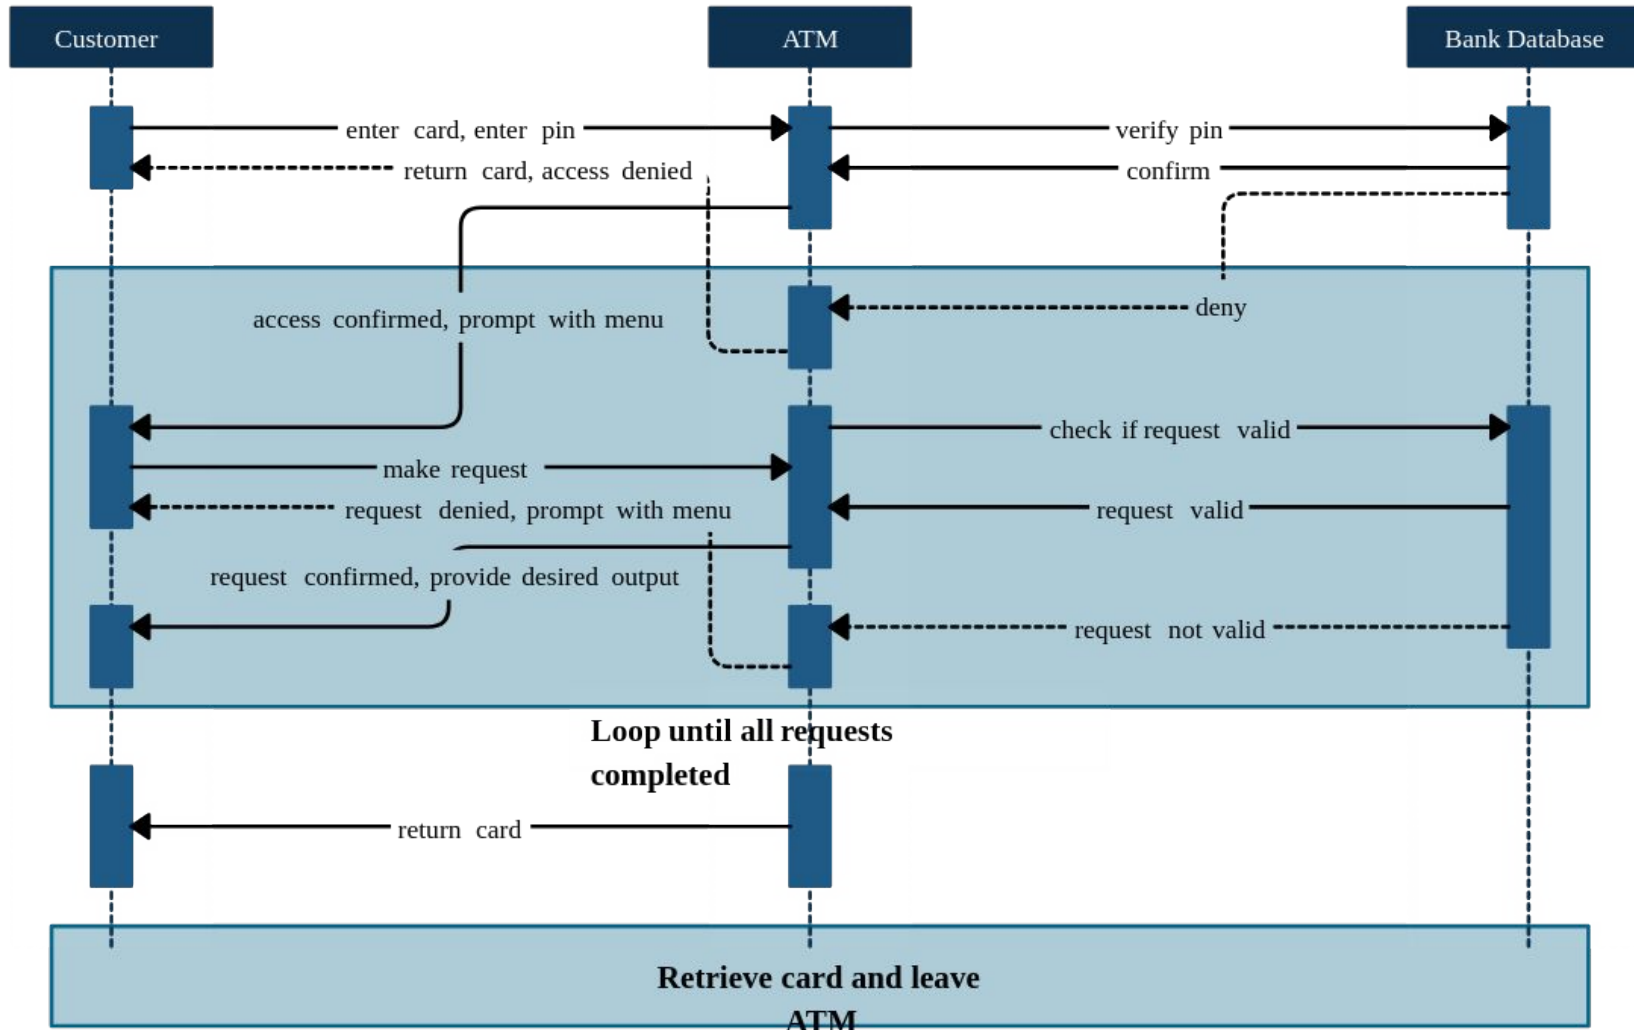 Customer
ATM
Bank Database
enter card, enter pin
verify pin
return card, access denied
confirm
deny
access confirmed, prompt with menu
check if request valid
make request
request denied, prompt with menu
request valid
request confirmed, provide desired output
request not valid
Loop until all requests
completed
return card
Retrieve card and leave
ATM